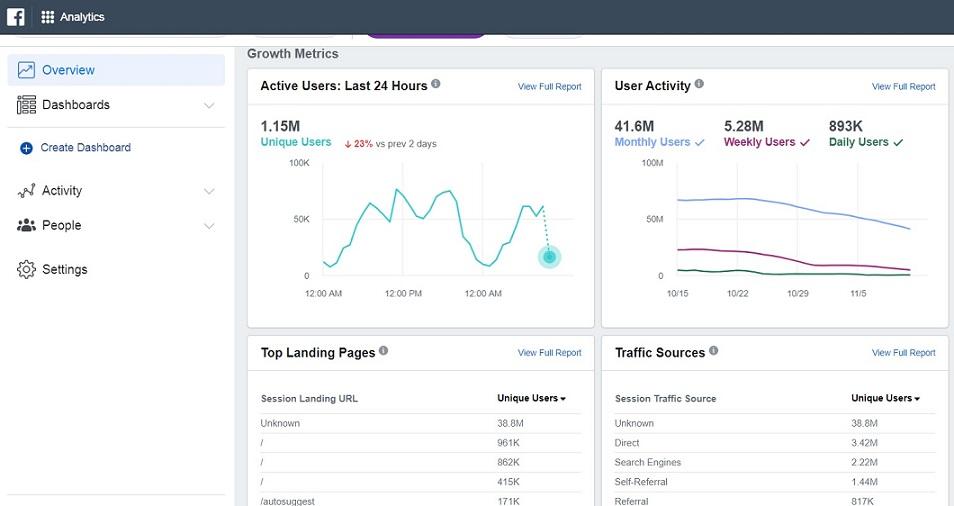 f Analytics
Overview
Dashboards
Create Dashboard
Activity
People
Settings
Growth Metrics
Active Users: Last 24 Hours View Full Report
1.15M
Unique Users ↓ 23% vs prev 2 days
100K
50K
0
12:00 AM 12:00 PM 12:00 AM
User Activity View Full Report
41.6M 5.28M 893K
Monthly Users Weekly Users Daily Users
100M
50M
0
10/15 10/22 10/29 11/5
Top Landing Pages View Full Report
Session Landing URL Unique Users
Unknown 38.8M
/ 961K
/ 862K
/ 415K
/autosuggest 171K
Traffic Sources View Full Report
Session Traffic Source Unique Users
Unknown 38.8M
Direct 3.42M
Search Engines 2.22M
Self-Referral 1.44M
Referral 817K